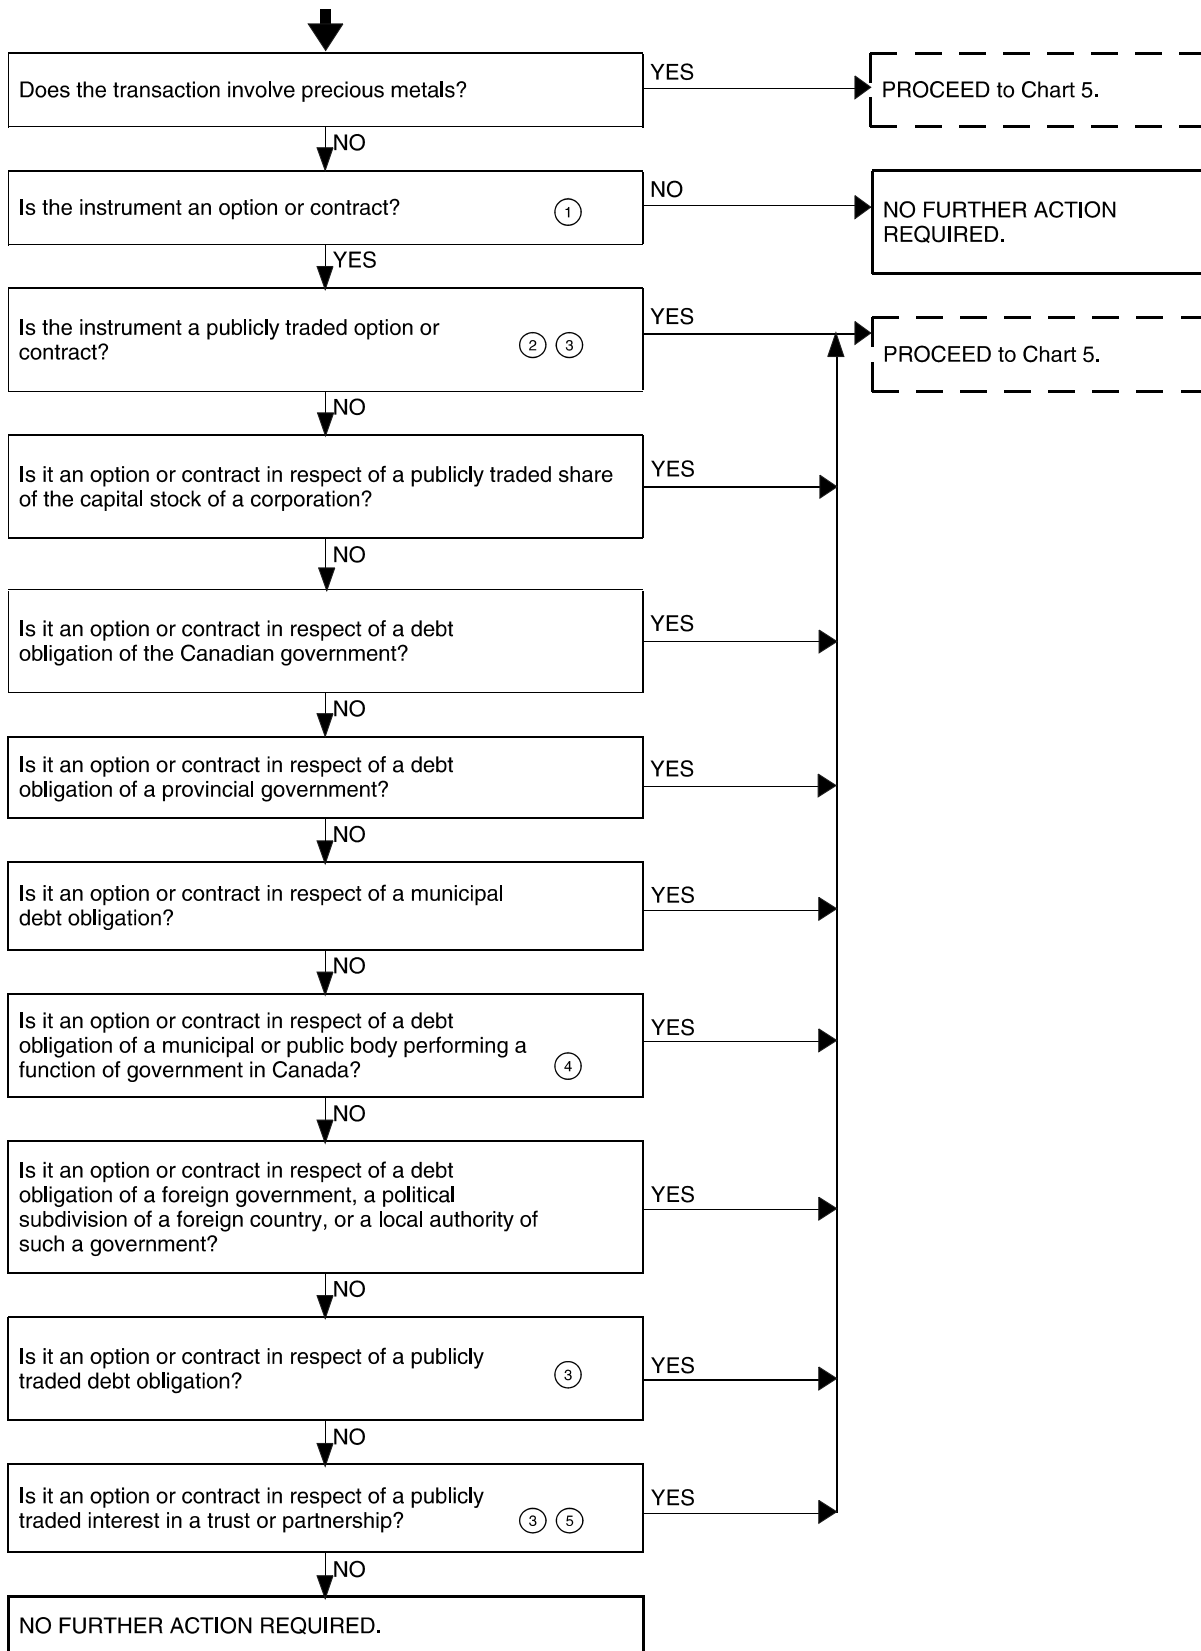 Does the transaction involve precious metals?
YES
PROCEED to Chart 5.
NO
Is the instrument an option or contract?
①
NO
NO FURTHER ACTION
REQUIRED.
YES
Is the instrument a publicly traded option or
contract?
② ③
YES
PROCEED to Chart 5.
NO
Is it an option or contract in respect of a publicly traded share
of the capital stock of a corporation?
YES
NO
Is it an option or contract in respect of a debt
obligation of the Canadian government?
YES
NO
Is it an option or contract in respect of a debt
obligation of a provincial government?
YES
NO
Is it an option or contract in respect of a municipal
debt obligation?
YES
NO
Is it an option or contract in respect of a debt
obligation of a municipal or public body performing a
function of government in Canada?
④
YES
NO
Is it an option or contract in respect of a debt
obligation of a foreign government, a political
subdivision of a foreign country, or a local authority of
such a government?
YES
NO
Is it an option or contract in respect of a publicly
traded debt obligation?
③
YES
NO
Is it an option or contract in respect of a publicly
traded interest in a trust or partnership?
③ ⑤
YES
NO
NO FURTHER ACTION REQUIRED.